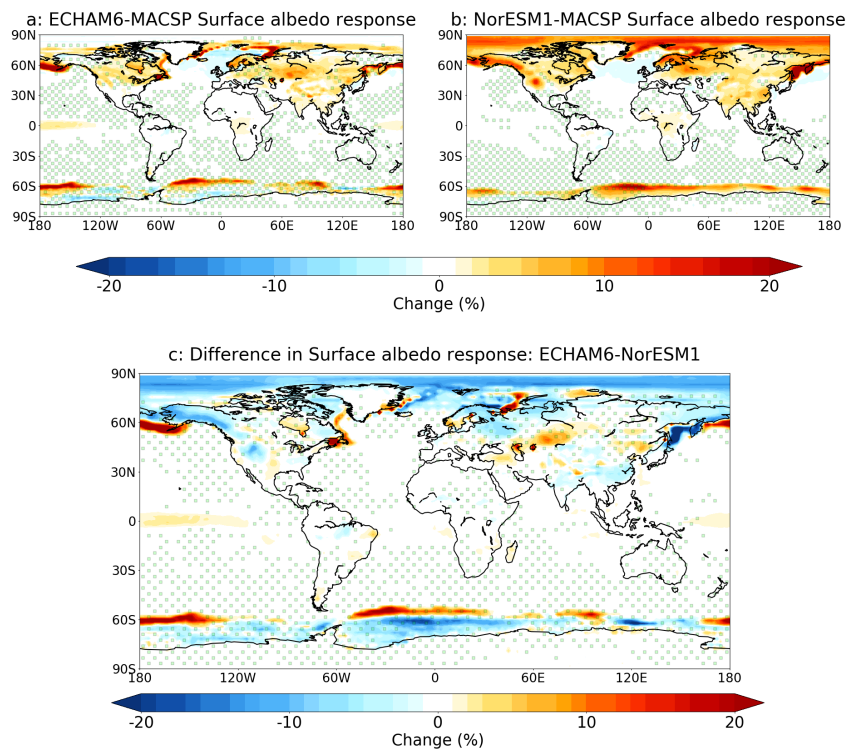 a: ECHAM6-MACSP Surface albedo response
b: NorESM1-MACSP Surface albedo response
90N
60N
30N
0
30S
60S
90S
180 120W 60W 0 60E 120E 180
90N
60N
30N
0
30S
60S
90S
180 120W 60W 0 60E 120E 180
-20 -10 0 10 20
Change (%)
c: Difference in Surface albedo response: ECHAM6-NorESM1
90N
60N
30N
0
30S
60S
90S
180 120W 60W 0 60E 120E 180
-20 -10 0 10 20
Change (%)